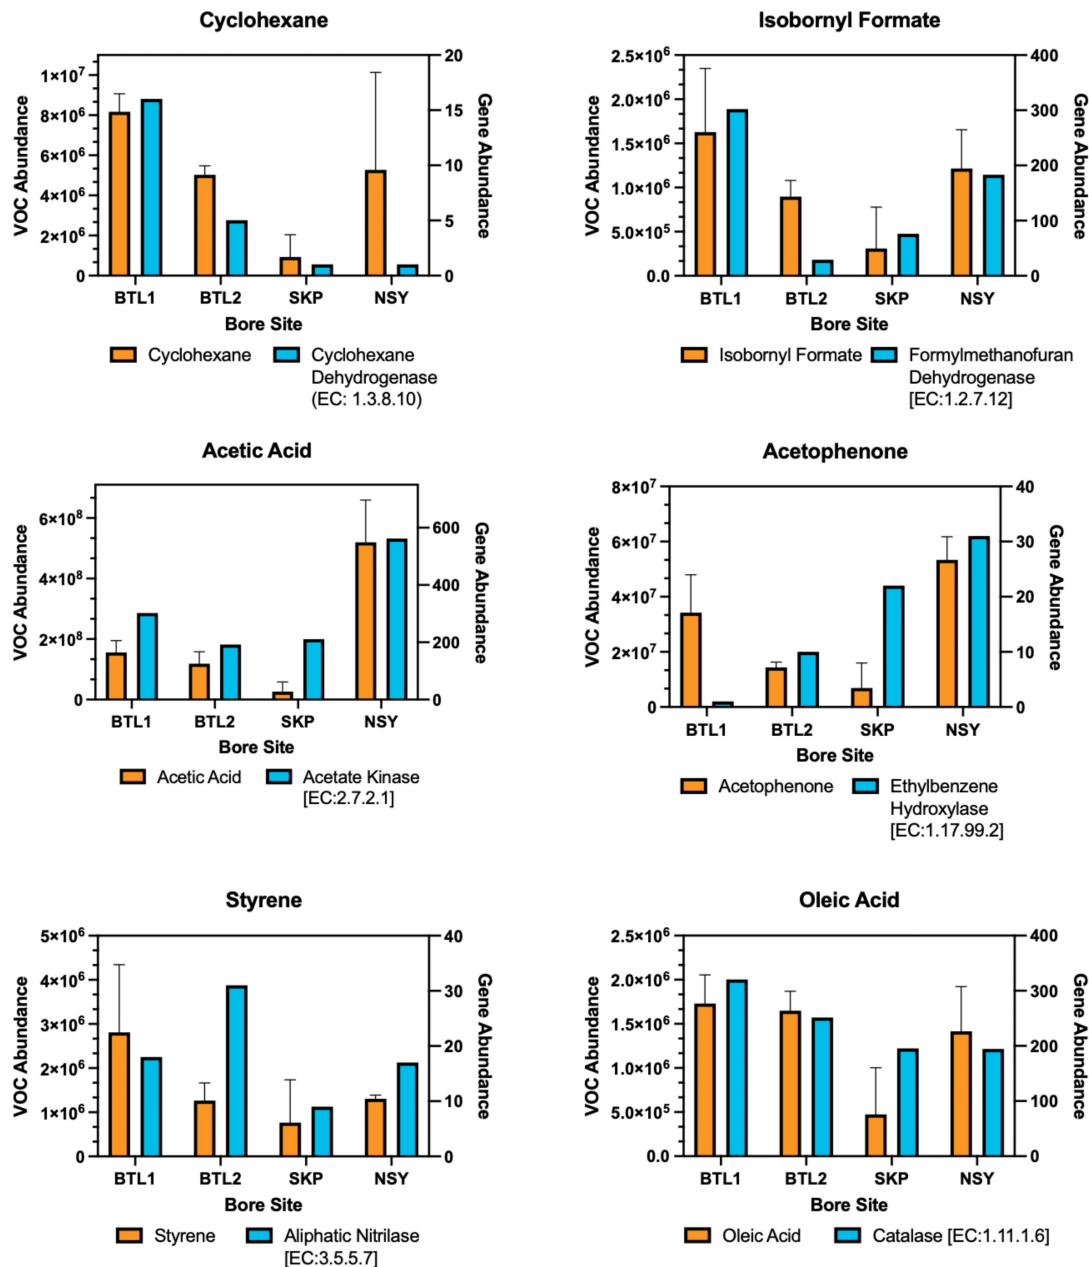 Cyclohexane
VOC Abundance
1×10⁷
8×10⁶
6×10⁶
4×10⁶
2×10⁶
0
20
15
10
5
0
Gene Abundance
BTL1 BTL2 SKP NSY
Bore Site
Cyclohexane
Cyclohexane
Dehydrogenase
(EC: 1.3.8.10)
Isobornyl Formate
VOC Abundance
2.5×10⁶
2.0×10⁶
1.5×10⁶
1.0×10⁶
5.0×10⁵
0.0
400
300
200
100
0
Gene Abundance
BTL1 BTL2 SKP NSY
Bore Site
Isobornyl Formate
Formylmethanofuran
Dehydrogenase
[EC:1.2.7.12]
Acetic Acid
VOC Abundance
6×10⁸
4×10⁸
2×10⁸
0
600
400
200
0
Gene Abundance
BTL1 BTL2 SKP NSY
Bore Site
Acetic Acid
Acetate Kinase
[EC:2.7.2.1]
Acetophenone
VOC Abundance
8×10⁷
6×10⁷
4×10⁷
2×10⁷
0
40
30
20
10
0
Gene Abundance
BTL1 BTL2 SKP NSY
Bore Site
Acetophenone
Ethylbenzene
Hydroxylase
[EC:1.17.99.2]
Styrene
VOC Abundance
5×10⁶
4×10⁶
3×10⁶
2×10⁶
1×10⁶
0
40
30
20
10
0
Gene Abundance
BTL1 BTL2 SKP NSY
Bore Site
Styrene
Aliphatic Nitrilase
[EC:3.5.5.7]
Oleic Acid
VOC Abundance
2.5×10⁶
2.0×10⁶
1.5×10⁶
1.0×10⁶
5.0×10⁵
0.0
400
300
200
100
0
Gene Abundance
BTL1 BTL2 SKP NSY
Bore Site
Oleic Acid
Catalase [EC:1.11.1.6]